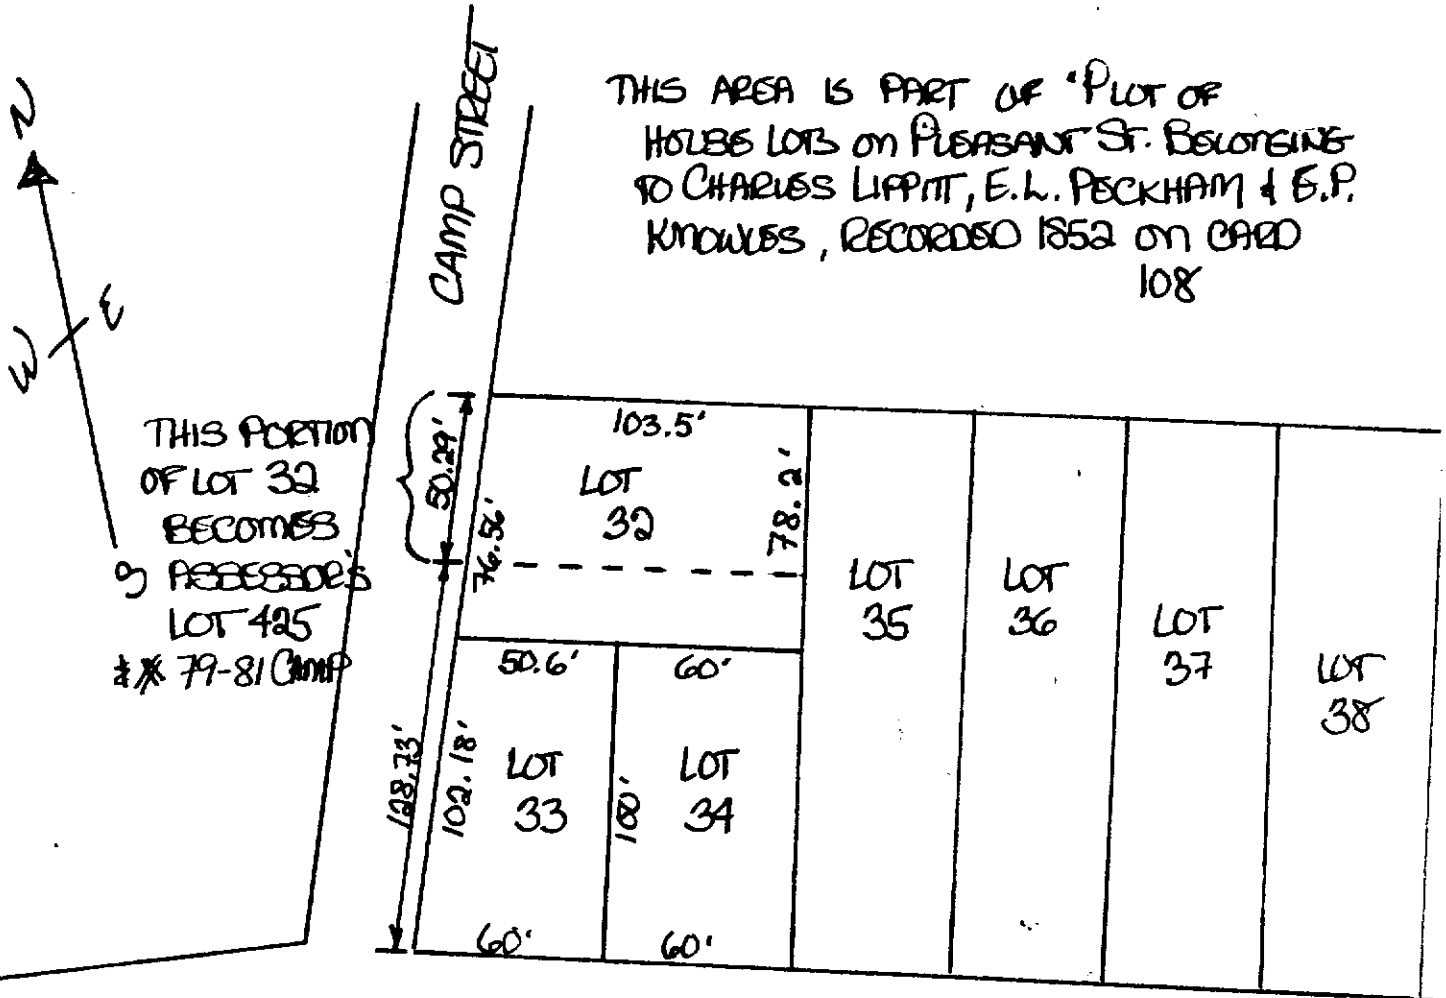 THIS AREA IS PART OF "PLOT OF
HOUSE LOTS ON PLEASANT ST. BELONGING
TO CHARLES LIPPITT, E.L. PECKHAM & E.P.
KNOWLES, RECORDED 1852 ON CARD
108
CAMP STREET
N
E
W
S
THIS PORTION
OF LOT 32
BECOMES
ASSESSOR'S
LOT 425
& * 79-81 CAMP
50.29'
103.5'
LOT
32
78.2'
76.56'
50.6'
60'
128.73'
102.18'
LOT
33
100'
LOT
34
60'
60'
LOT
35
LOT
36
LOT
37
LOT
38